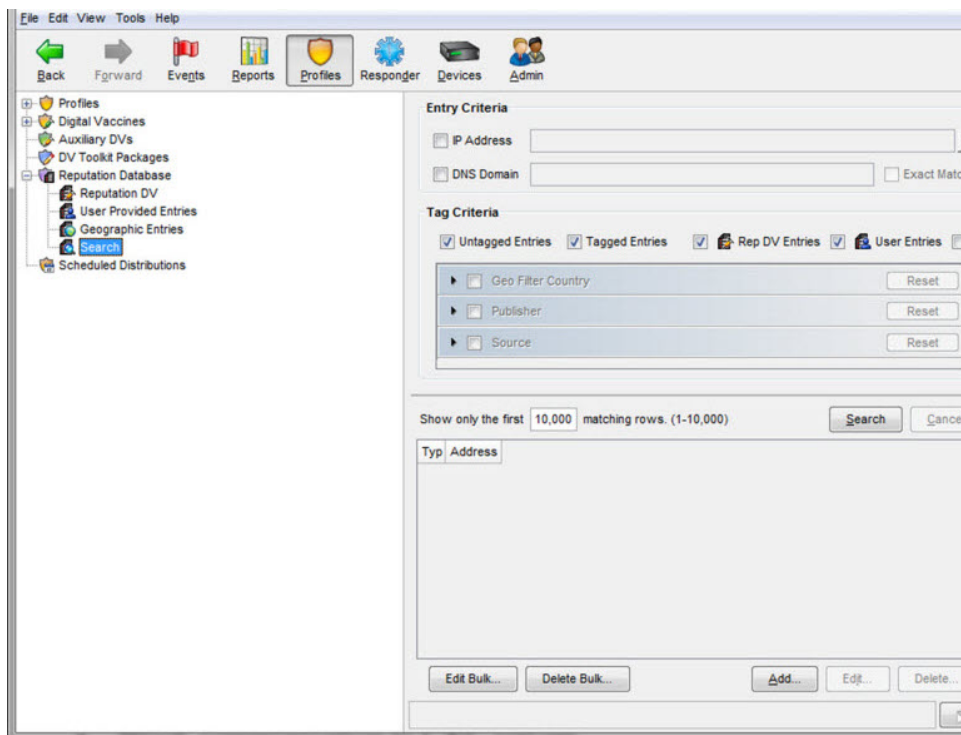 File Edit View Tools Help
Back Forward Events Reports Profiles Responder Devices Admin
Profiles
Digital Vaccines
Auxiliary DVs
DV Toolkit Packages
Reputation Database
Reputation DV
User Provided Entries
Geographic Entries
Search
Scheduled Distributions
Entry Criteria
IP Address
DNS Domain Exact Matc
Tag Criteria
Untagged Entries Tagged Entries Rep DV Entries User Entries
Geo Filter Country Reset
Publisher Reset
Source Reset
Show only the first 10,000 matching rows. (1-10,000) Search Cance
Typ Address
Edit Bulk... Delete Bulk... Add... Edit... Delete...